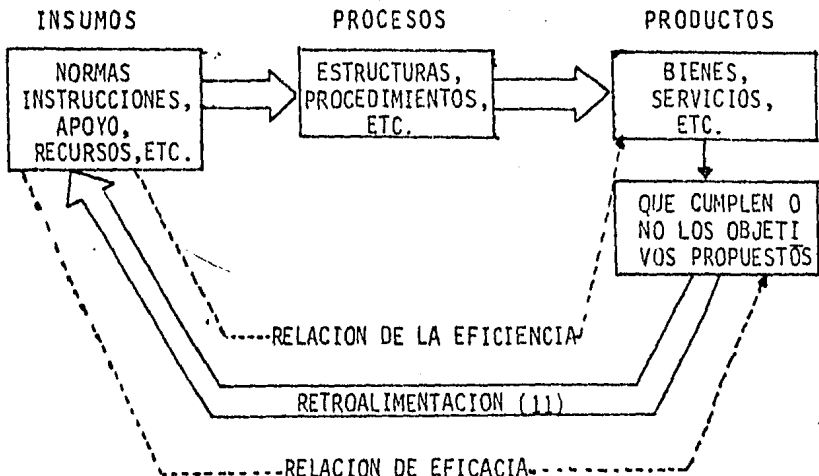 INSUMOS PROCESOS PRODUCTOS
NORMAS
INSTRUCCIONES,
APOYO,
RECURSOS, ETC.
ESTRUCTURAS,
PROCEDIMIENTOS,
ETC.
BIENES,
SERVICIOS,
ETC.
QUE CUMPLEN O
NO LOS OBJETI
VOS PROPUESTOS
RELACION DE LA EFICIENCIA
RETROALIMENTACION (11)
RELACION DE EFICACIA